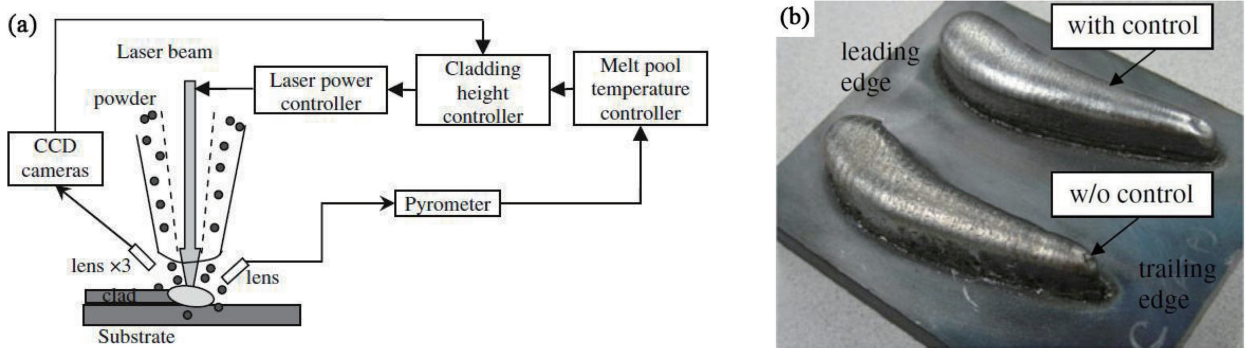 (a)
Laser beam
powder
CCD
cameras
Laser power
controller
Cladding
height
controller
Melt pool
temperature
controller
Pyrometer
lens ×3
lens
clad
Substrate
(b)
with control
leading
edge
w/o control
trailing
edge